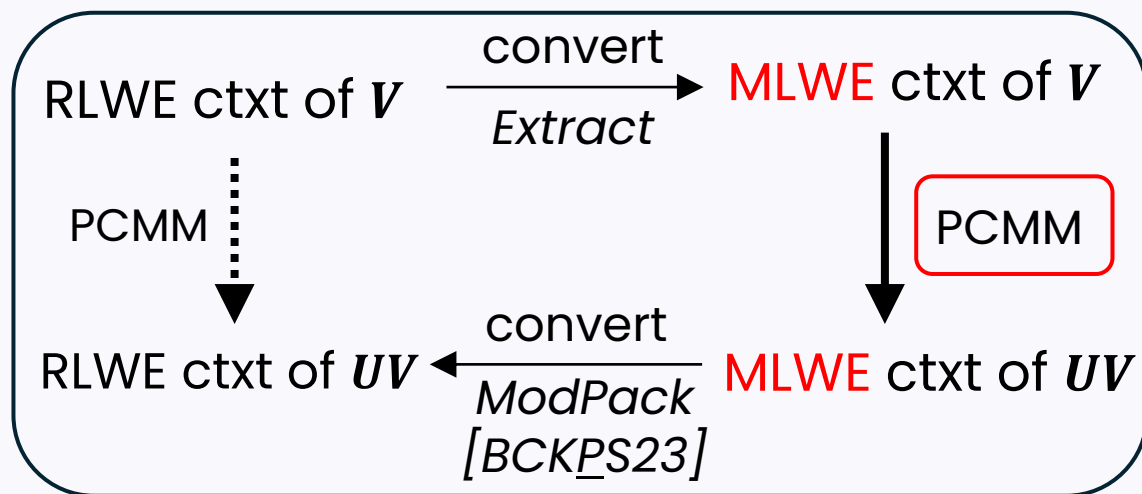 convert
RLWE ctxt of V
MLWE ctxt of V
Extract
PCMM
PCMM
convert
RLWE ctxt of UV
MLWE ctxt of UV
ModPack
[BCKPS23]